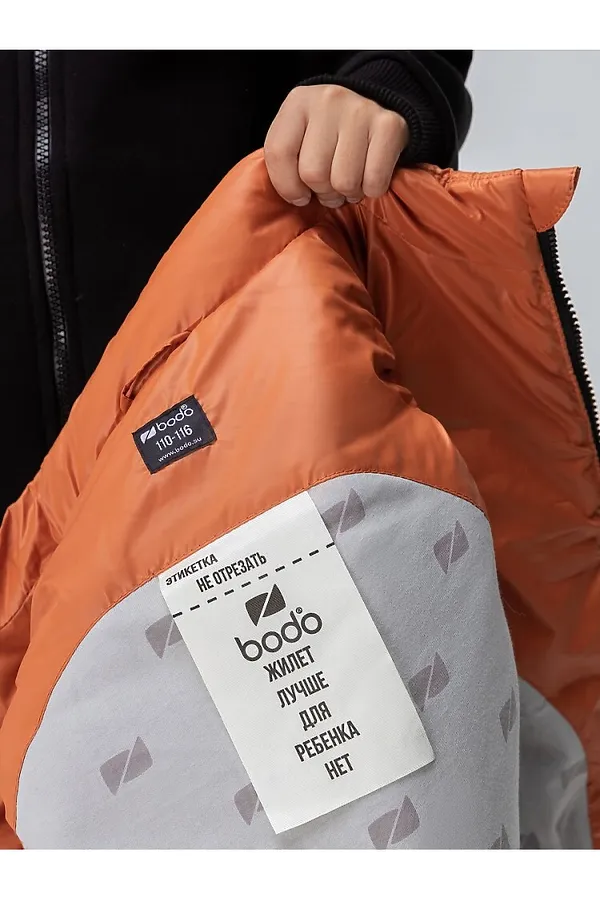 bodo®
110-116
www.bodo.su
ЭТИКЕТКА
НЕ ОТРЕЗАТЬ
bodo®
ЖИЛЕТ
ЛУЧШЕ
ДЛЯ
РЕБЕНКА
НЕТ